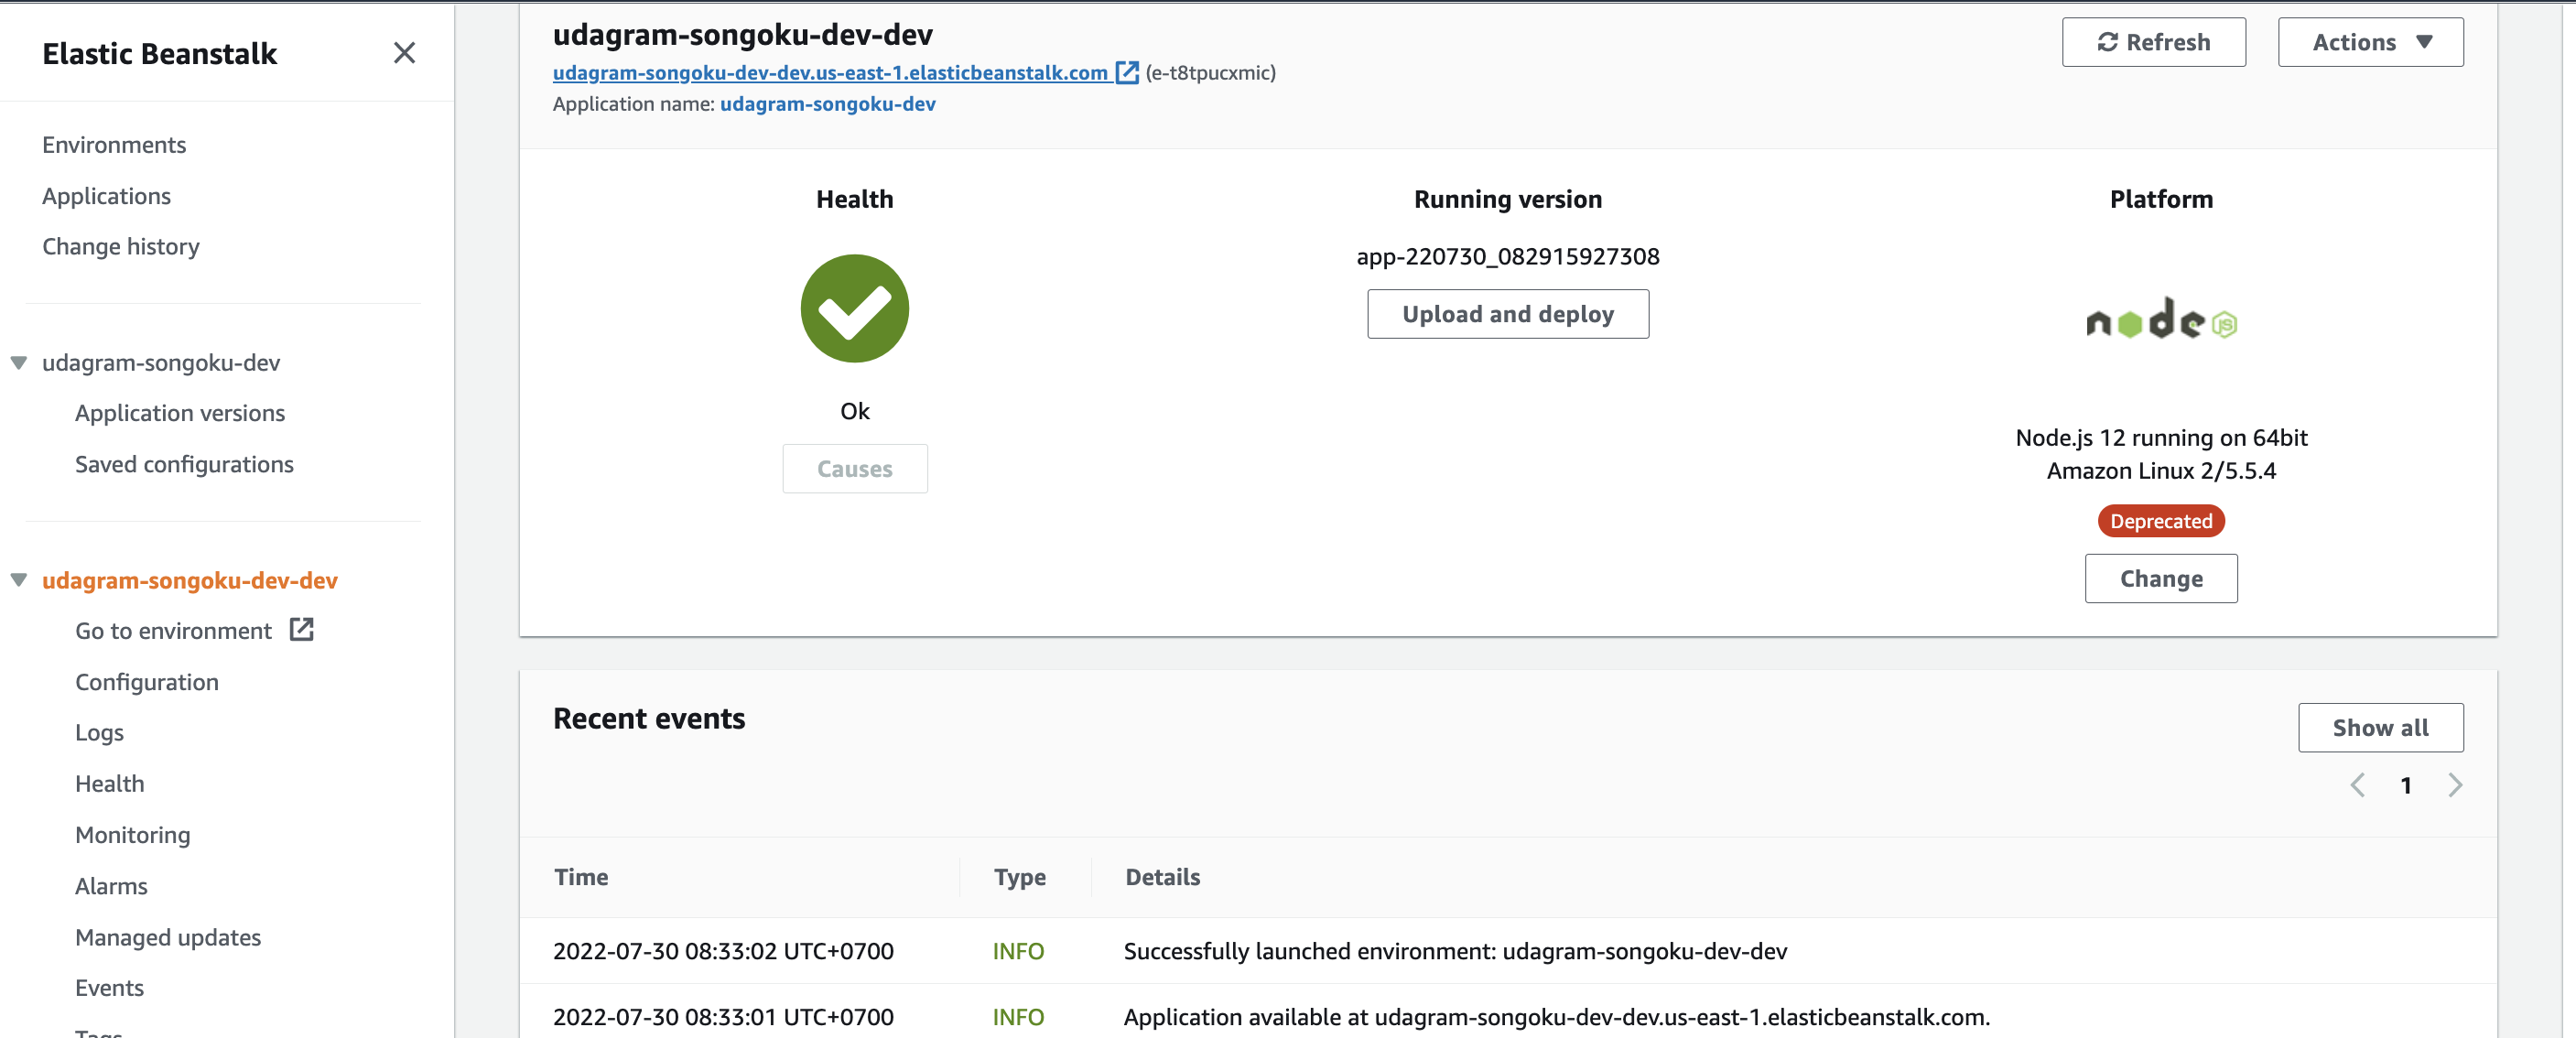 Elastic Beanstalk
Environments
Applications
Change history
udagram-songoku-dev
Application versions
Saved configurations
udagram-songoku-dev-dev
Go to environment
Configuration
Logs
Health
Monitoring
Alarms
Managed updates
Events
Tags
udagram-songoku-dev-dev
udagram-songoku-dev-dev.us-east-1.elasticbeanstalk.com (e-t8tpucxmic)
Application name: udagram-songoku-dev
Refresh
Actions
Health
Ok
Causes
Running version
app-220730_082915927308
Upload and deploy
Platform
node JS
Node.js 12 running on 64bit
Amazon Linux 2/5.5.4
Deprecated
Change
Recent events
Show all
1
Time Type Details
2022-07-30 08:33:02 UTC+0700 INFO Successfully launched environment: udagram-songoku-dev-dev
2022-07-30 08:33:01 UTC+0700 INFO Application available at udagram-songoku-dev-dev.us-east-1.elasticbeanstalk.com.